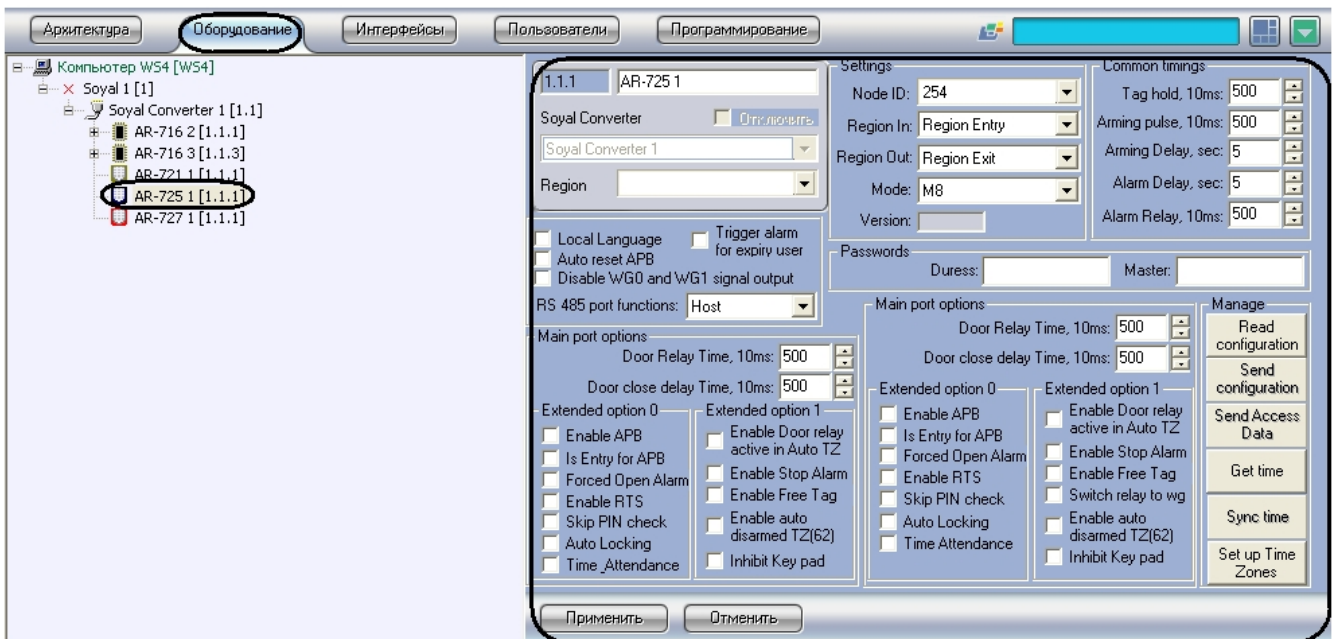 Архитектура Оборудование Интерфейсы Пользователи Программирование
Компьютер WS4 [WS4]
Soyal 1 [1]
Soyal Converter 1 [1.1]
AR-716 2 [1.1.1]
AR-716 3 [1.1.3]
AR-721 1 [1.1.1]
AR-725 1 [1.1.1]
AR-727 1 [1.1.1]
1.1.1 AR-725 1
Soyal Converter Отключить
Soyal Converter 1
Region
Settings
Node ID: 254
Region In: Region Entry
Region Out: Region Exit
Mode: M8
Version:
Common timings
Tag hold, 10ms: 500
Arming pulse, 10ms: 500
Arming Delay, sec: 5
Alarm Delay, sec: 5
Alarm Relay, 10ms: 500
Local Language
Trigger alarm
for expiry user
Auto reset APB
Disable WG0 and WG1 signal output
RS 485 port functions: Host
Passwords
Duress: Master:
Main port options
Door Relay Time, 10ms: 500
Door close delay Time, 10ms: 500
Extended option 0
Enable APB
Is Entry for APB
Forced Open Alarm
Enable RTS
Skip PIN check
Auto Locking
Time_Attendance
Extended option 1
Enable Door relay
active in Auto TZ
Enable Stop Alarm
Enable Free Tag
Enable auto
disarmed TZ(62)
Inhibit Key pad
Main port options
Door Relay Time, 10ms: 500
Door close delay Time, 10ms: 500
Extended option 0
Enable APB
Is Entry for APB
Forced Open Alarm
Enable RTS
Skip PIN check
Auto Locking
Time Attendance
Extended option 1
Enable Door relay
active in Auto TZ
Enable Stop Alarm
Enable Free Tag
Switch relay to wg
Enable auto
disarmed TZ(62)
Inhibit Key pad
Manage
Read
configuration
Send
configuration
Send Access
Data
Get time
Sync time
Set up Time
Zones
Применить Отменить